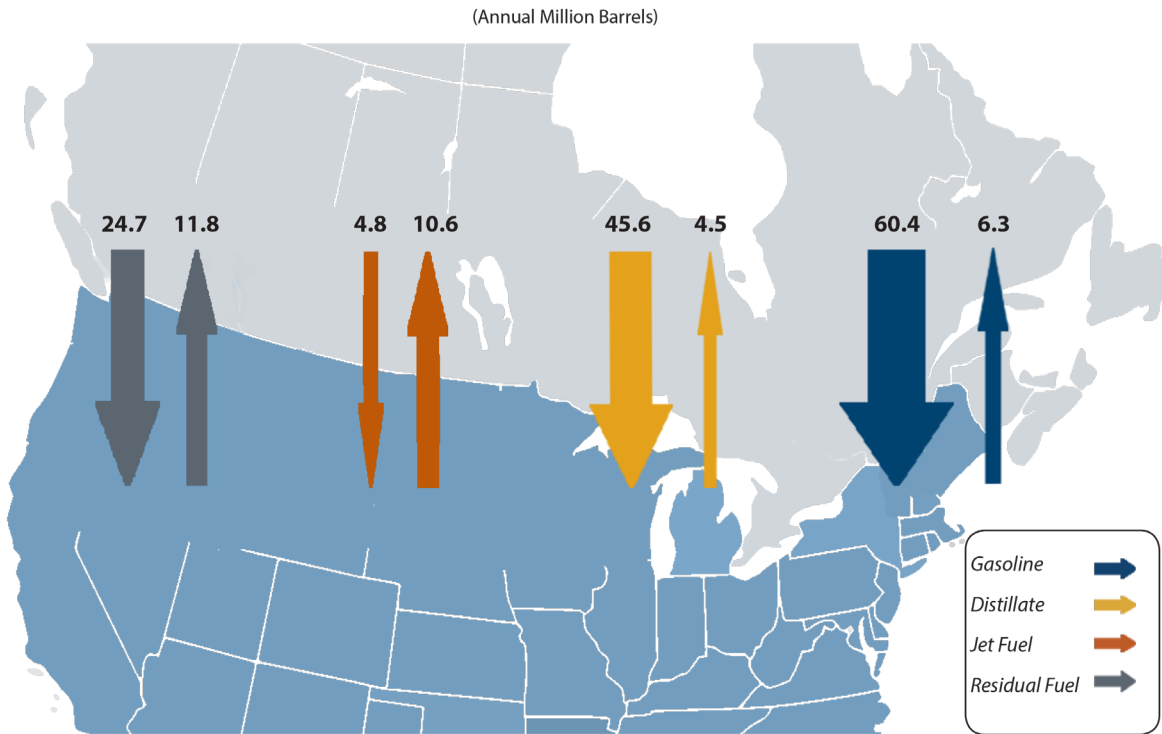 (Annual Million Barrels)
24.7 11.8 4.8 10.6 45.6 4.5 60.4 6.3
Gasoline
Distillate
Jet Fuel
Residual Fuel